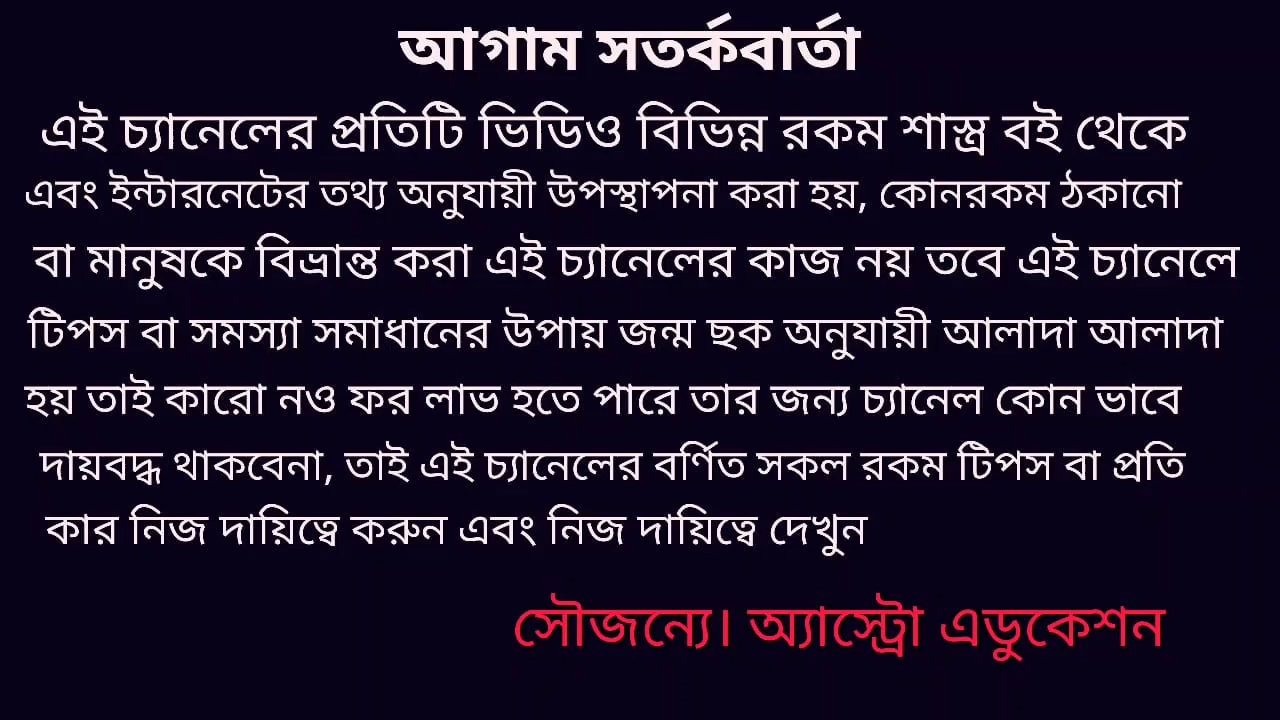 আগাম সতর্কবার্তা
এই চ্যানেলের প্রতিটি ভিডিও বিভিন্ন রকম শাস্ত্র বই থেকে
এবং ইন্টারনেটের তথ্য অনুযায়ী উপস্থাপনা করা হয়, কোনরকম ঠকানো
বা মানুষকে বিভ্রান্ত করা এই চ্যানেলের কাজ নয় তবে এই চ্যানেলে
টিপস বা সমস্যা সমাধানের উপায় জন্ম ছক অনুযায়ী আলাদা আলাদা
হয় তাই কারো নও ফর লাভ হতে পারে তার জন্য চ্যানেল কোন ভাবে
দায়বদ্ধ থাকবেনা, তাই এই চ্যানেলের বর্ণিত সকল রকম টিপস বা প্রতি
কার নিজ দায়িত্বে করুন এবং নিজ দায়িত্বে দেখুন
সৌজন্যে। অ্যাস্ট্রো এডুকেশন